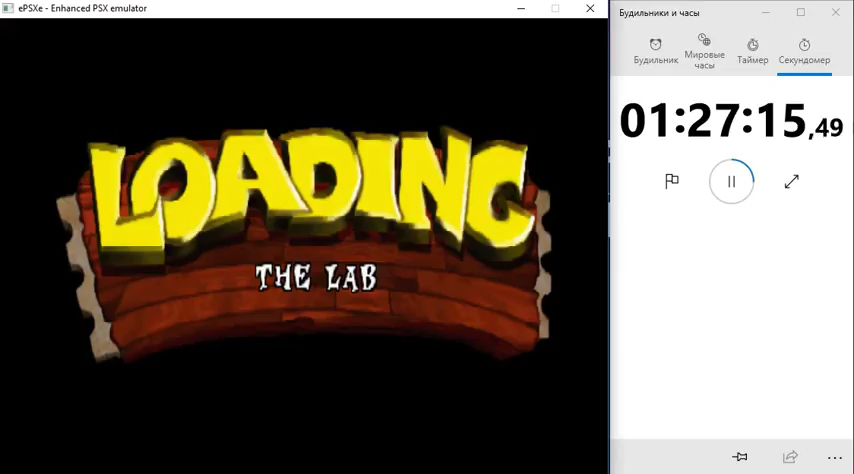 ePSXe - Enhanced PSX emulator
LOADING
THE LAB
Будильники и часы
Будильник
Мировые
часы
Таймер
Секундомер
01:27:15,49